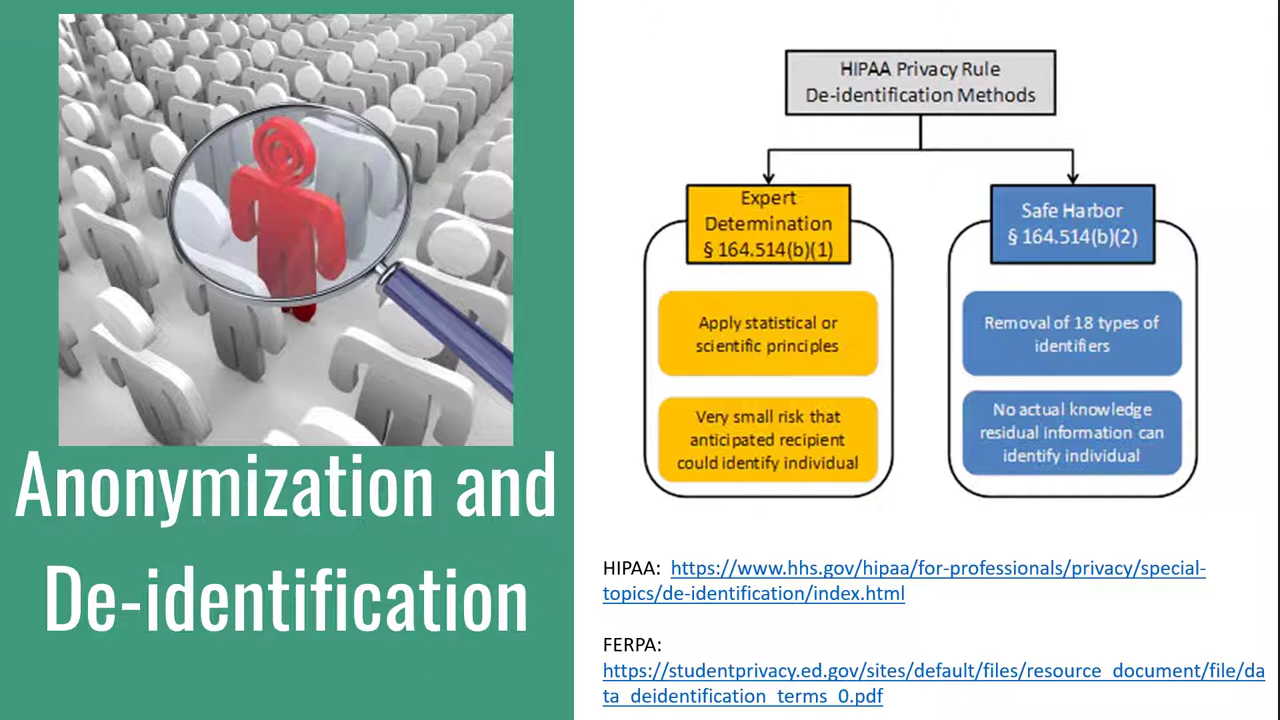 Anonymization and
De-identification
HIPAA Privacy Rule
De-identification Methods
Expert
Determination
§ 164.514(b)(1)
Apply statistical or
scientific principles
Very small risk that
anticipated recipient
could identify individual
Safe Harbor
§ 164.514(b)(2)
Removal of 18 types of
identifiers
No actual knowledge
residual information can
identify individual
HIPAA: https://www.hhs.gov/hipaa/for-professionals/privacy/special-
topics/de-identification/index.html
FERPA:
https://studentprivacy.ed.gov/sites/default/files/resource_document/file/da
ta_deidentification_terms_0.pdf